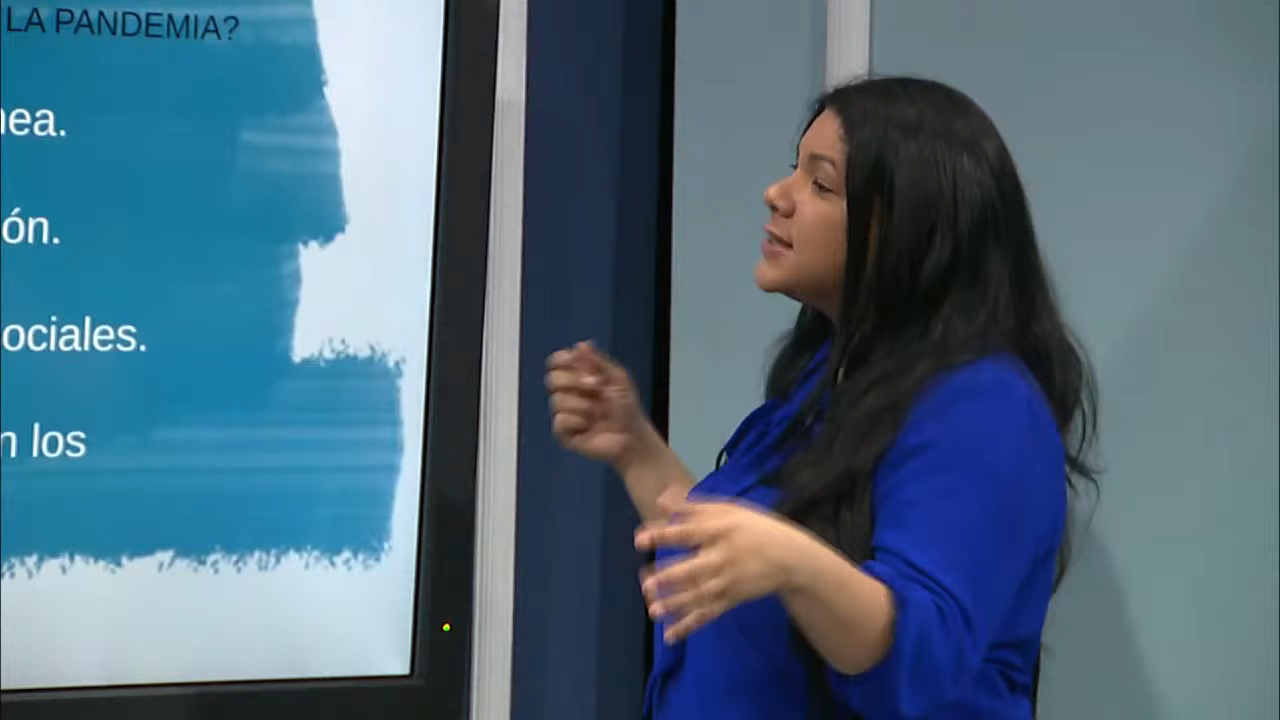 LA PANDEMIA?
nea.
ón.
ociales.
n los